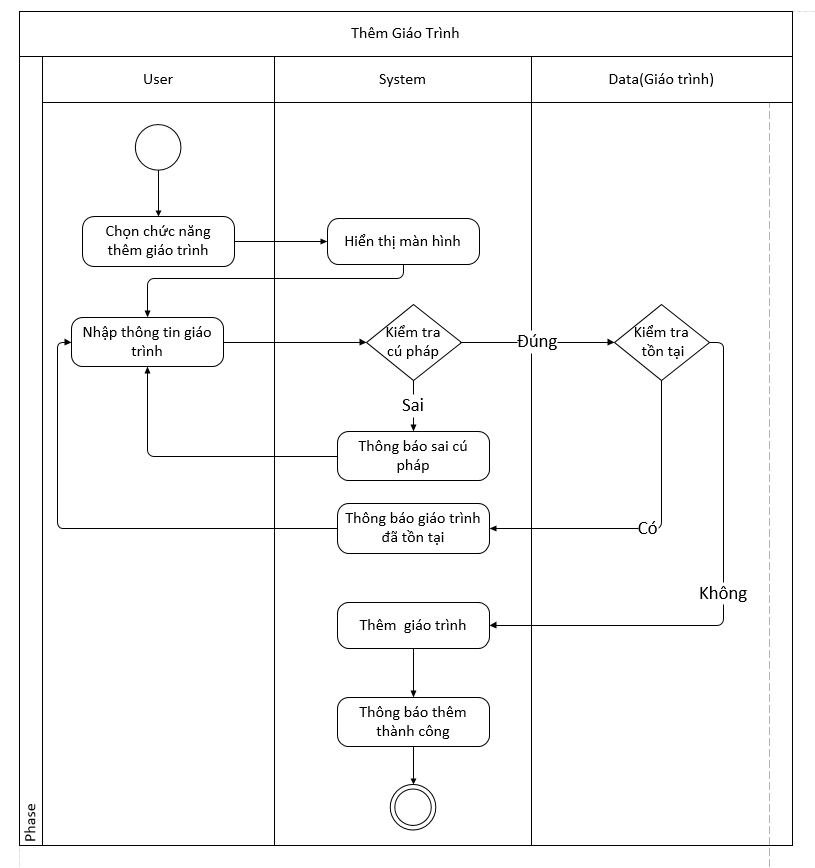 Thêm Giáo Trình
User
System
Data(Giáo trình)
Chọn chức năng
thêm giáo trình
Hiển thị màn hình
Nhập thông tin giáo
trình
Kiểm tra
cú pháp
Đúng
Kiểm tra
tồn tại
Sai
Thông báo sai cú
pháp
Thông báo giáo trình
đã tồn tại
Có
Không
Thêm giáo trình
Thông báo thêm
thành công
Phase